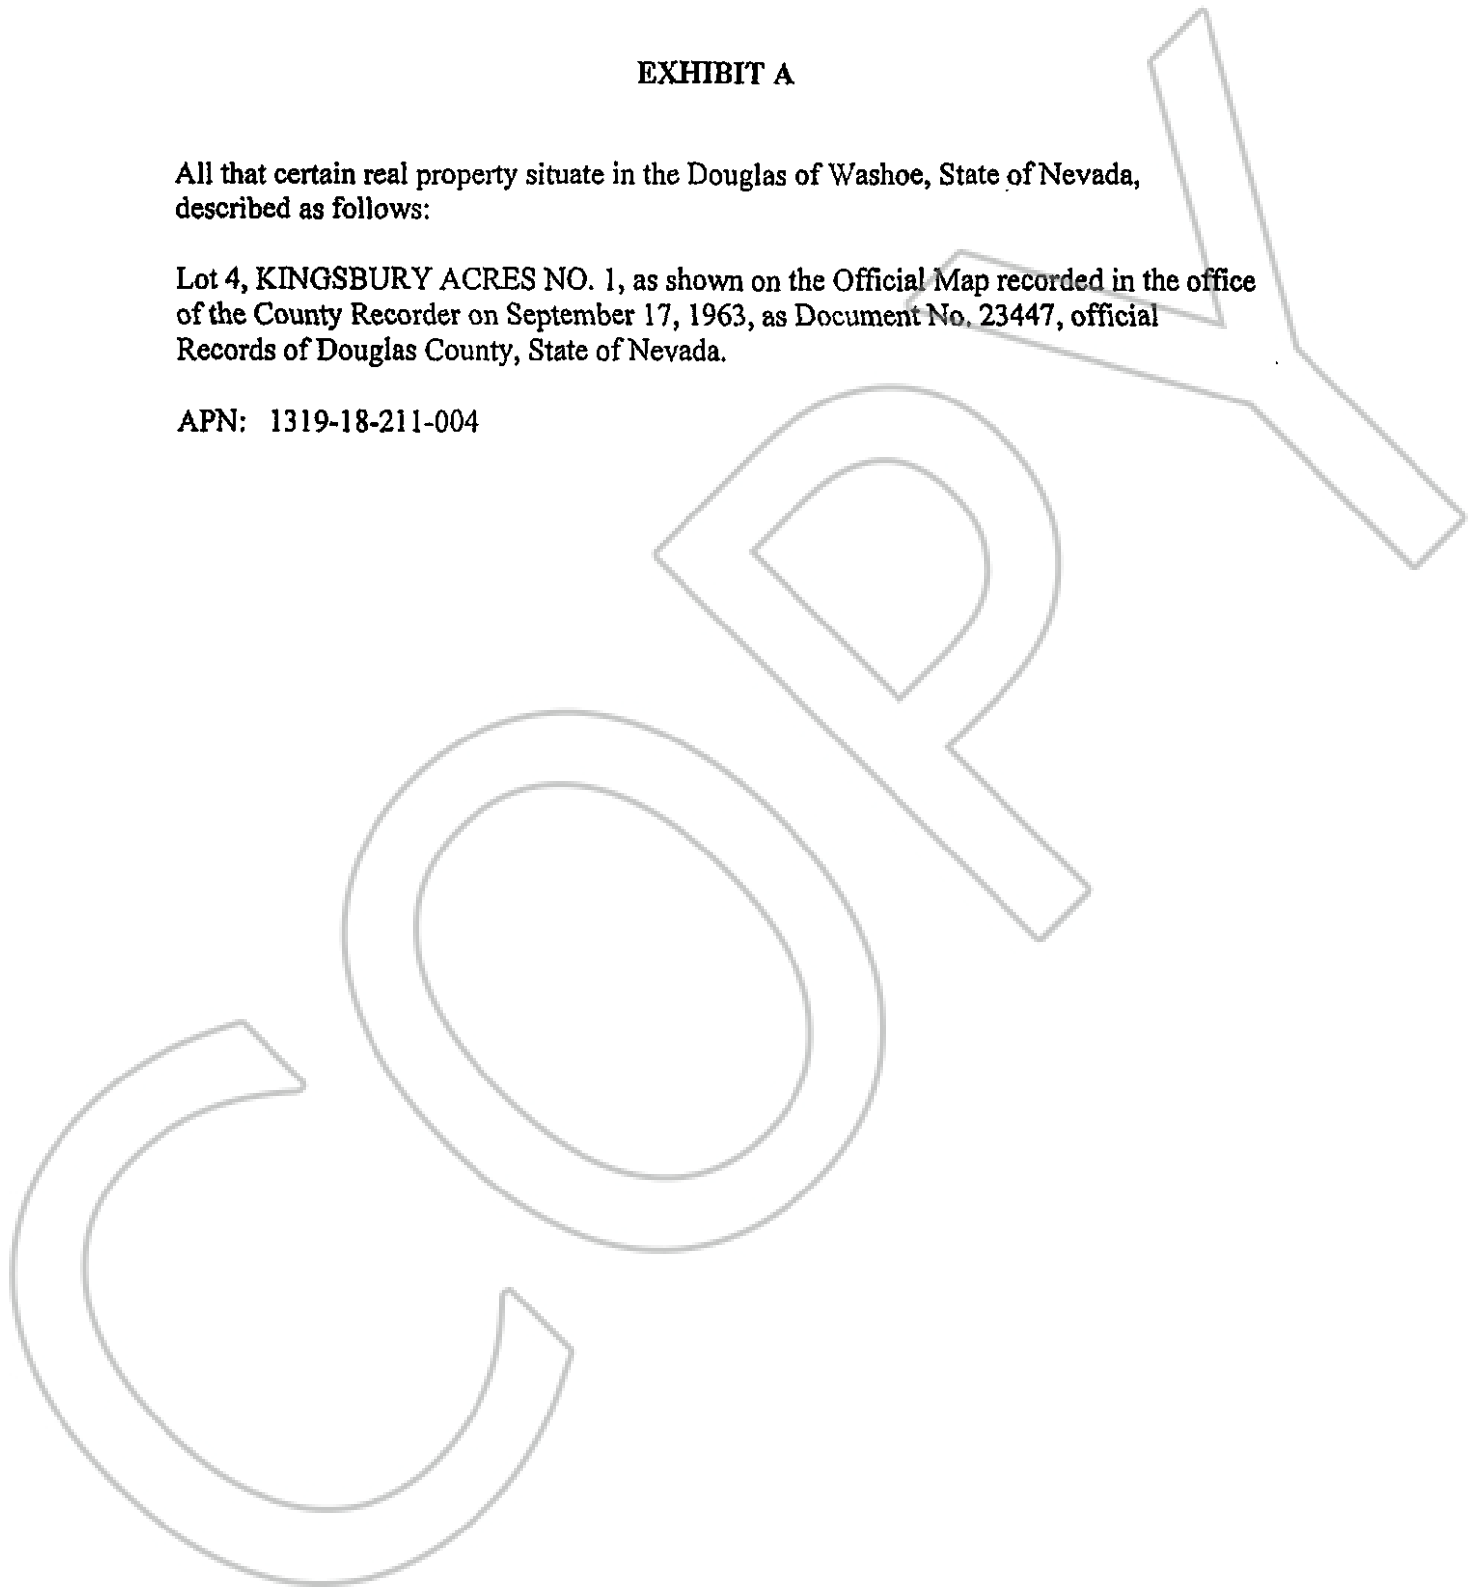 EXHIBIT A
All that certain real property situate in the Douglas of Washoe, State of Nevada,
described as follows:
Lot 4, KINGSBURY ACRES NO. 1, as shown on the Official Map recorded in the office
of the County Recorder on September 17, 1963, as Document No. 23447, official
Records of Douglas County, State of Nevada.
APN: 1319-18-211-004
COPY